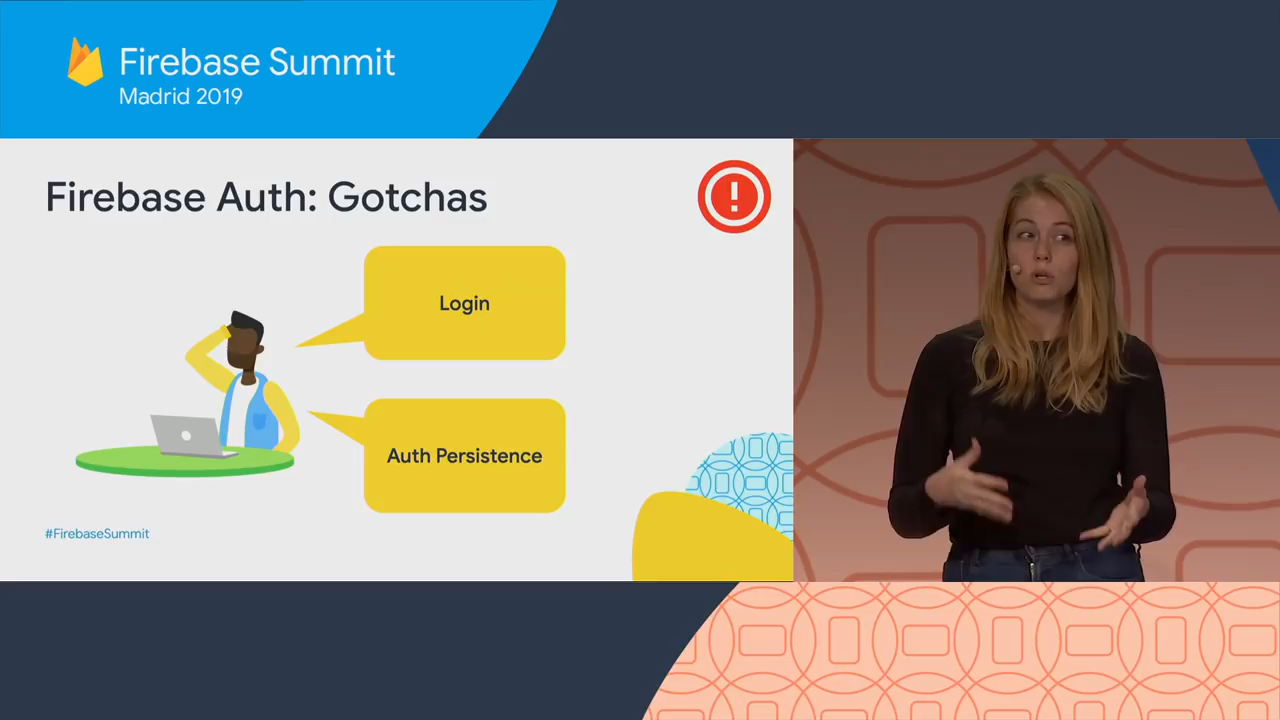 Firebase Summit
Madrid 2019
Firebase Auth: Gotchas
Login
Auth Persistence
#FirebaseSummit